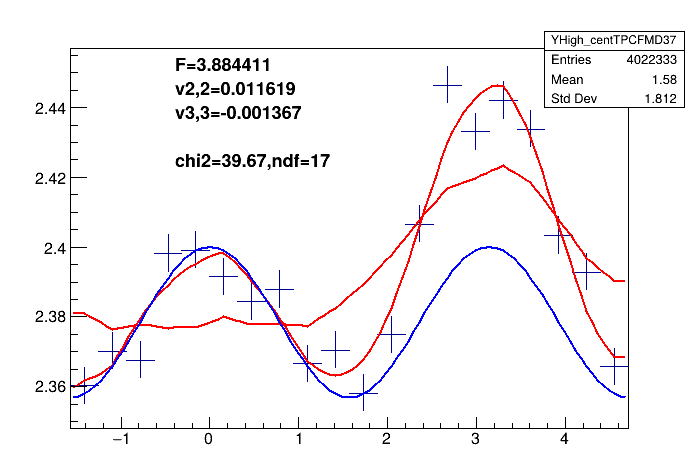 YHigh_centTPCFMD37
Entries 4022333
Mean 1.58
Std Dev 1.812
F=3.884411
v2,2=0.011619
v3,3=-0.001367
chi2=39.67,ndf=17
2.44
2.42
2.4
2.38
2.36
−1 0 1 2 3 4